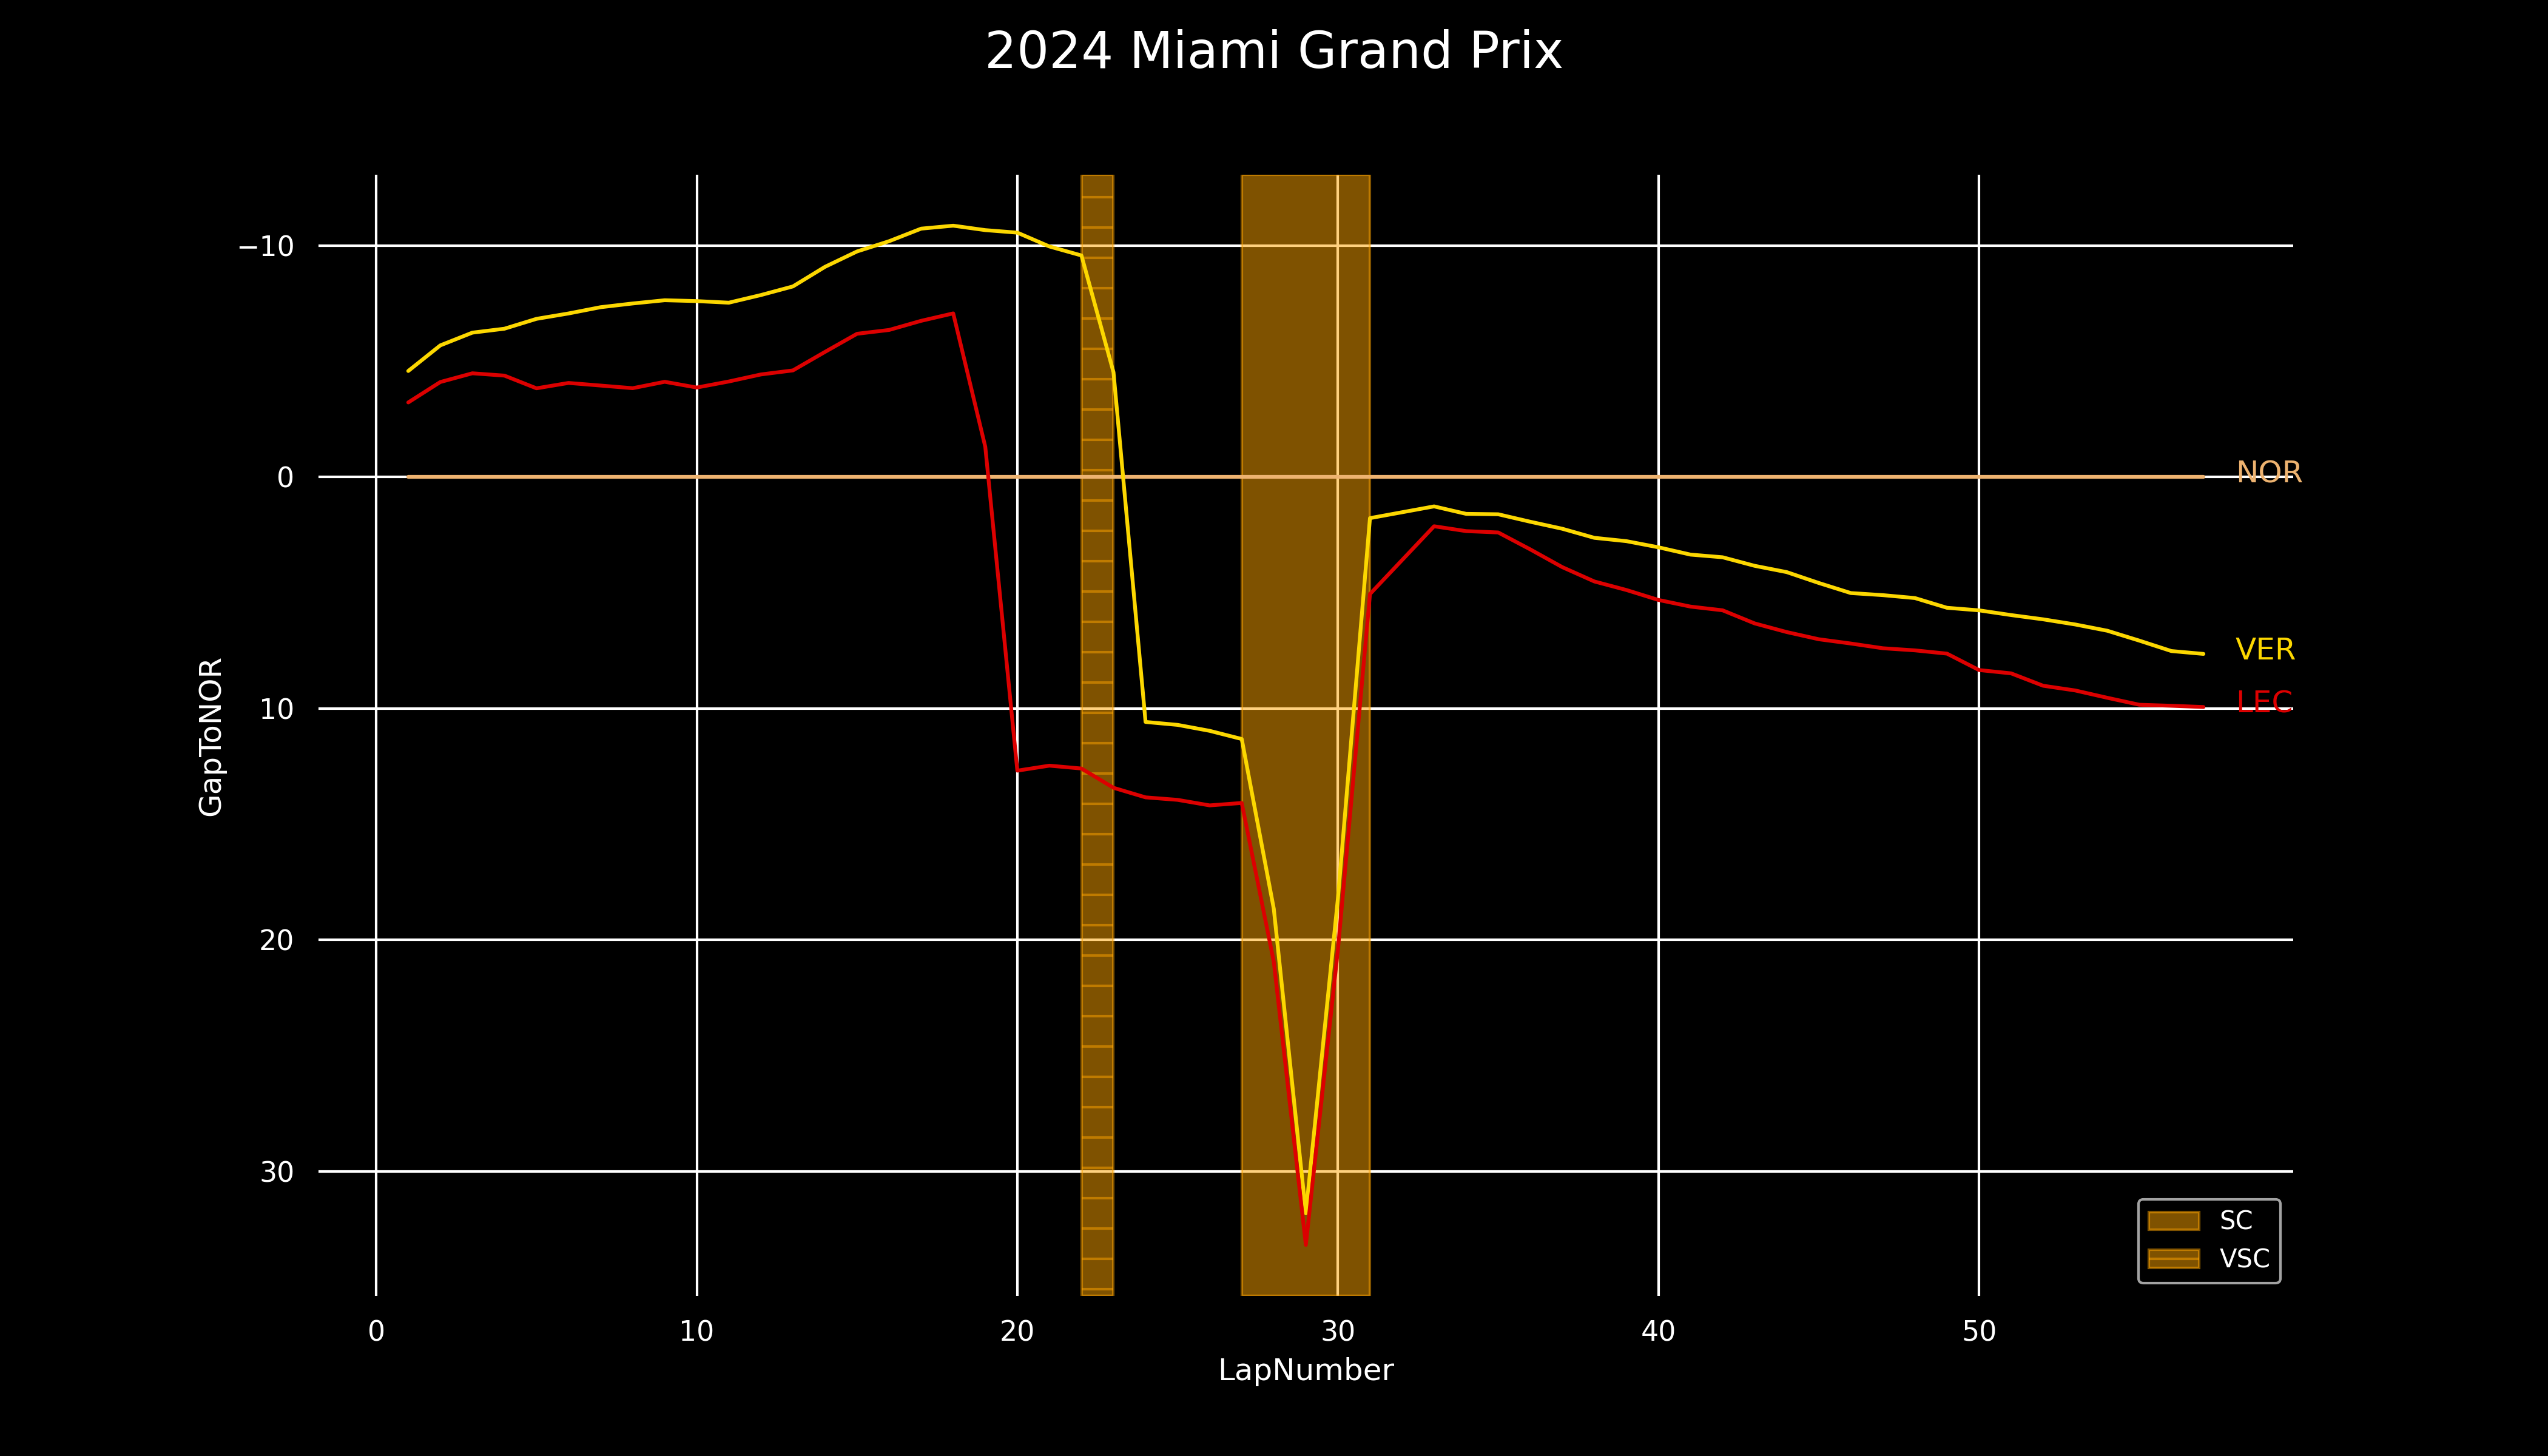 2024 Miami Grand Prix
−10
0
10
20
30
GapToNOR
NOR
VER
LEC
SC
VSC
0 10 20 30 40 50
LapNumber